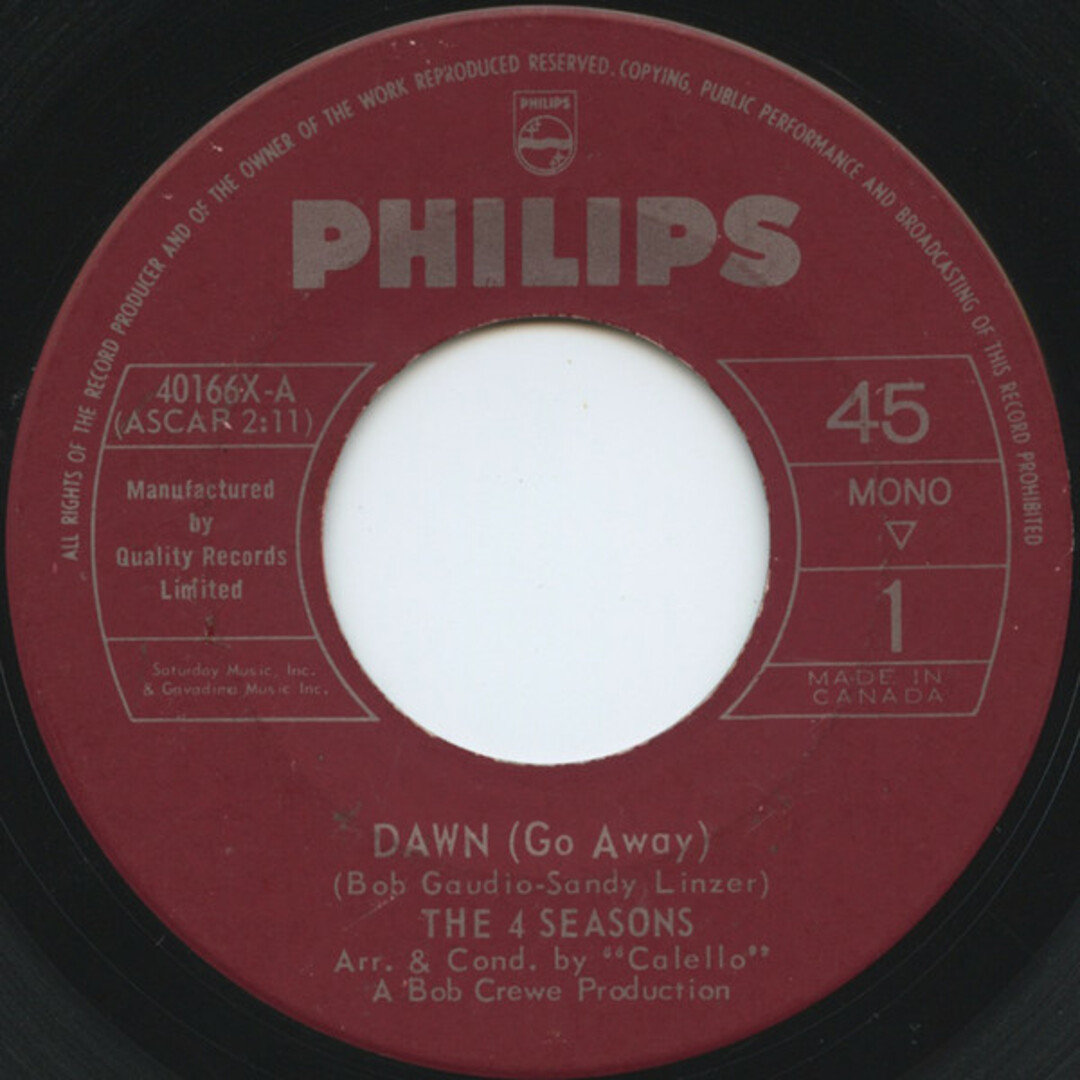 ALL RIGHTS OF THE RECORD PRODUCER AND OF THE OWNER OF THE WORK REPRODUCED RESERVED. COPYING, PUBLIC PERFORMANCE AND BROADCASTING OF THIS RECORD PROHIBITED
PHILIPS
PHILIPS
40166X-A
(ASCAP 2:11)
Manufactured
by
Quality Records
Limited
Saturday Music, Inc.
& Gavadima Music Inc.
45
MONO
1
MADE IN
CANADA
DAWN (Go Away)
(Bob Gaudio-Sandy Linzer)
THE 4 SEASONS
Arr. & Cond. by "Calello"
A Bob Crewe Production